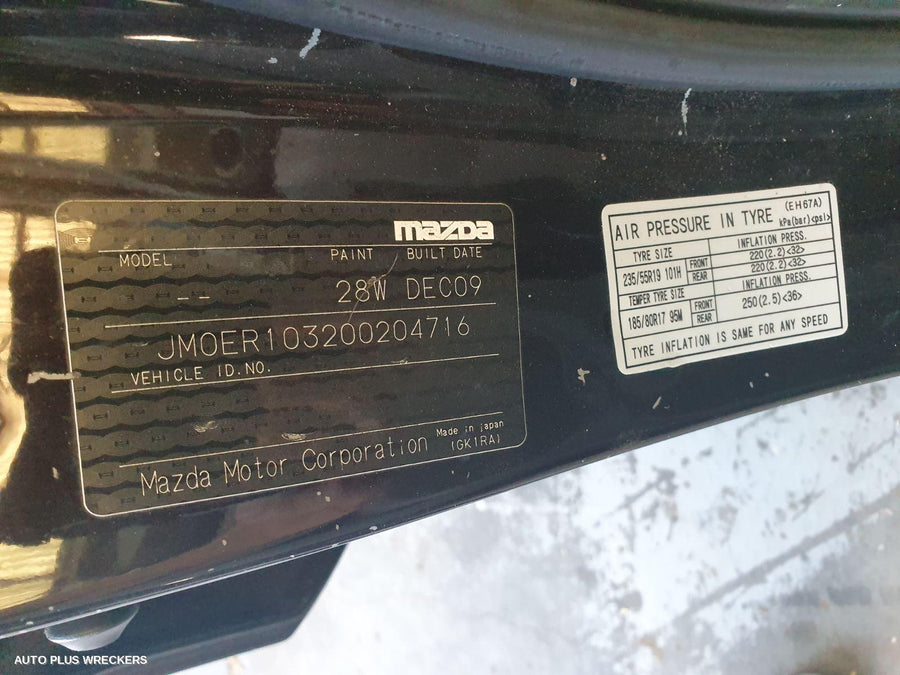 mazda
MODEL PAINT BUILT DATE
-- 28W DEC09
JM0ER103200204716
VEHICLE ID.NO.
Mazda Motor Corporation Made in japan
(GK1RA)
AIR PRESSURE IN TYRE (EH67A)
kPa(bar)<psi>
TYRE SIZE INFLATION PRESS.
235/55R19 101H FRONT 220(2.2)<32>
REAR 220(2.2)<32>
TEMPER TYRE SIZE INFLATION PRESS.
185/80R17 95M FRONT 250(2.5)<36>
REAR
TYRE INFLATION IS SAME FOR ANY SPEED
AUTO PLUS WRECKERS